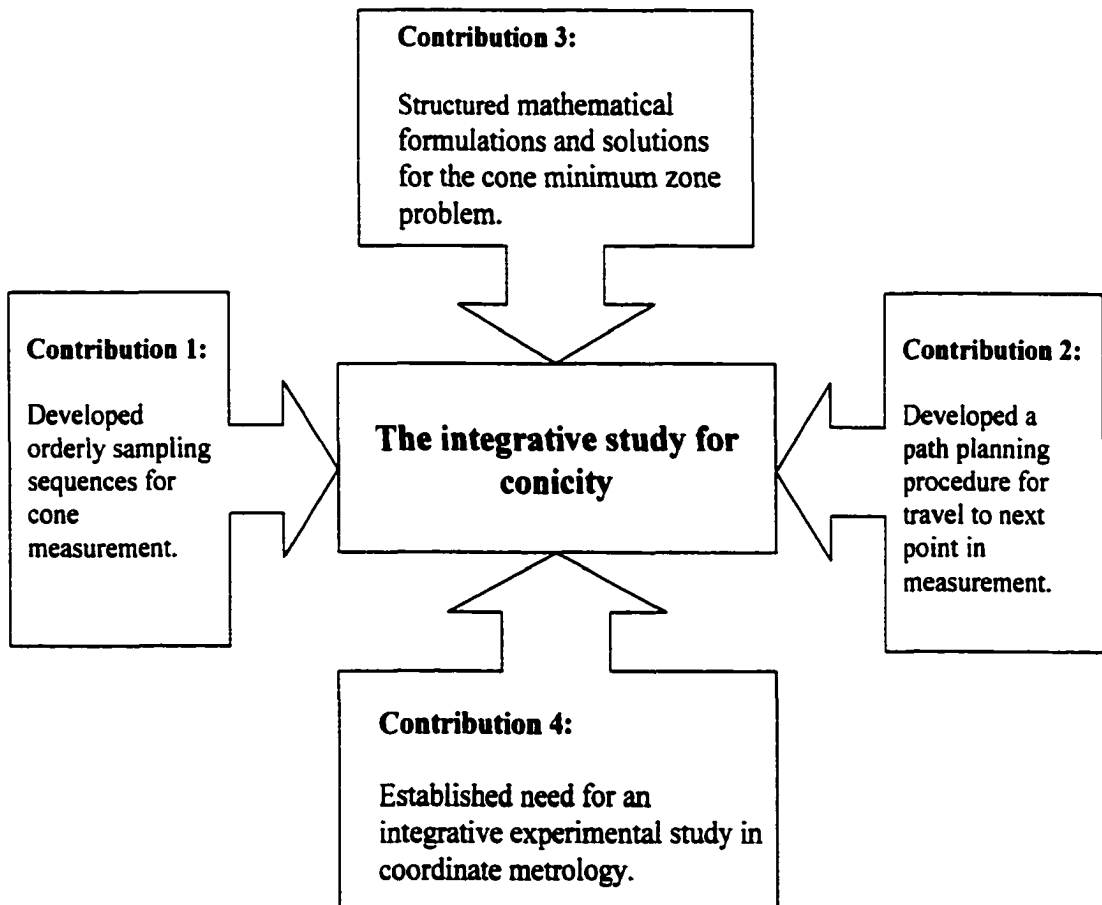 Contribution 3:
Structured mathematical
formulations and solutions
for the cone minimum zone
problem.
Contribution 1:
Developed
orderly sampling
sequences for
cone
measurement.
The integrative study for
conicity
Contribution 2:
Developed a
path planning
procedure for
travel to next
point in
measurement.
Contribution 4:
Established need for an
integrative experimental study in
coordinate metrology.